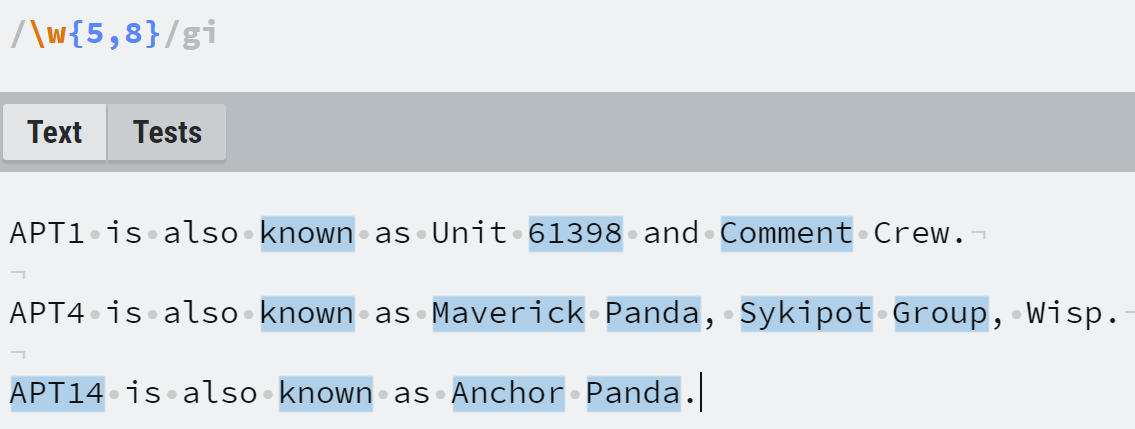 /\w{5,8}/gi
Text Tests
APT1·is·also·known·as·Unit·61398·and·Comment·Crew.¬
¬
APT4·is·also·known·as·Maverick·Panda,·Sykipot·Group,·Wisp.¬
¬
APT14·is·also·known·as·Anchor·Panda.